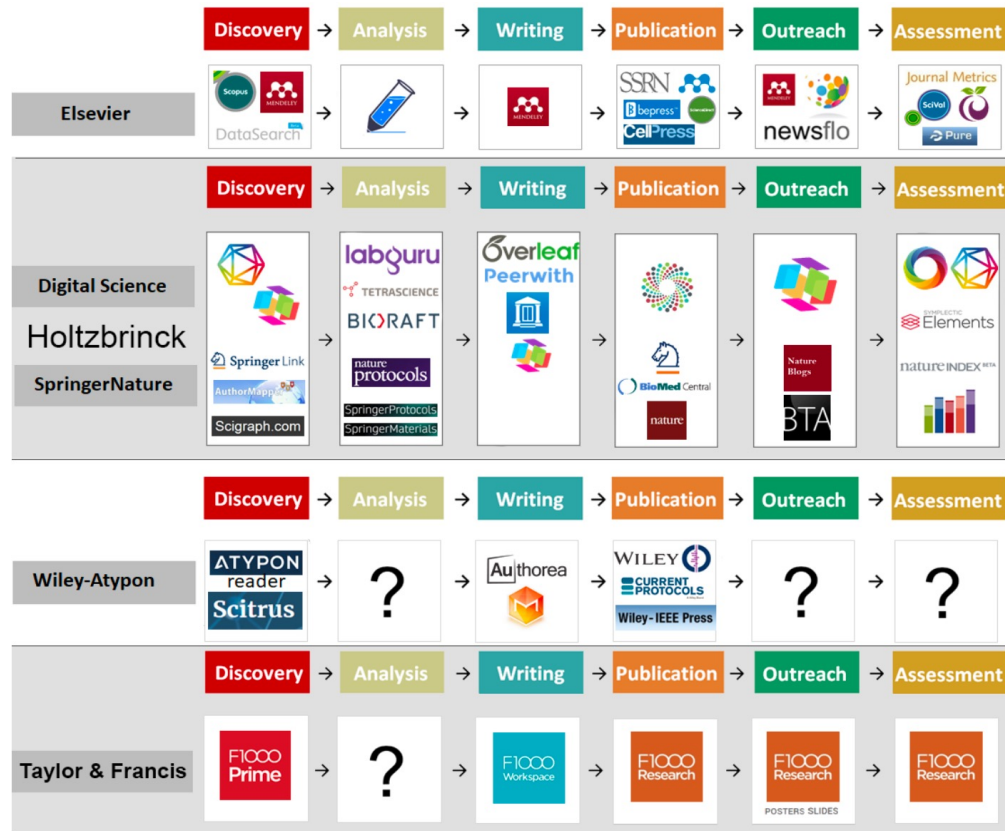 Discovery → Analysis → Writing → Publication → Outreach → Assessment
Elsevier
Scopus
MENDELEY
DataSearch
→
→
MENDELEY
→
SSRN
bepress
CellPress
→
MENDELEY
newsflo
→
Journal Metrics
SciVal
Pure
Discovery → Analysis → Writing → Publication → Outreach → Assessment
Digital Science
Holtzbrinck
SpringerNature
Springer Link
AuthorMapp
Scigraph.com
→
labguru
TETRASCIENCE
BIORAFT
nature
protocols
SpringerProtocols
SpringerMaterials
→
Overleaf
Peerwith
→
BioMed Central
nature
→
Nature
Blogs
BTA
→
SYMPLECTIC
Elements
nature INDEX BETA
Discovery → Analysis → Writing → Publication → Outreach → Assessment
Wiley-Atypon
ATYPON
reader
Scitrus
→
?
→
Authorea
→
WILEY
CURRENT
PROTOCOLS
Wiley-IEEE Press
→
?
→
?
Discovery → Analysis → Writing → Publication → Outreach → Assessment
Taylor & Francis
F1000
Prime
→
?
→
F1000
Workspace
→
F1000
Research
→
F1000
Research
POSTERS SLIDES
→
F1000
Research